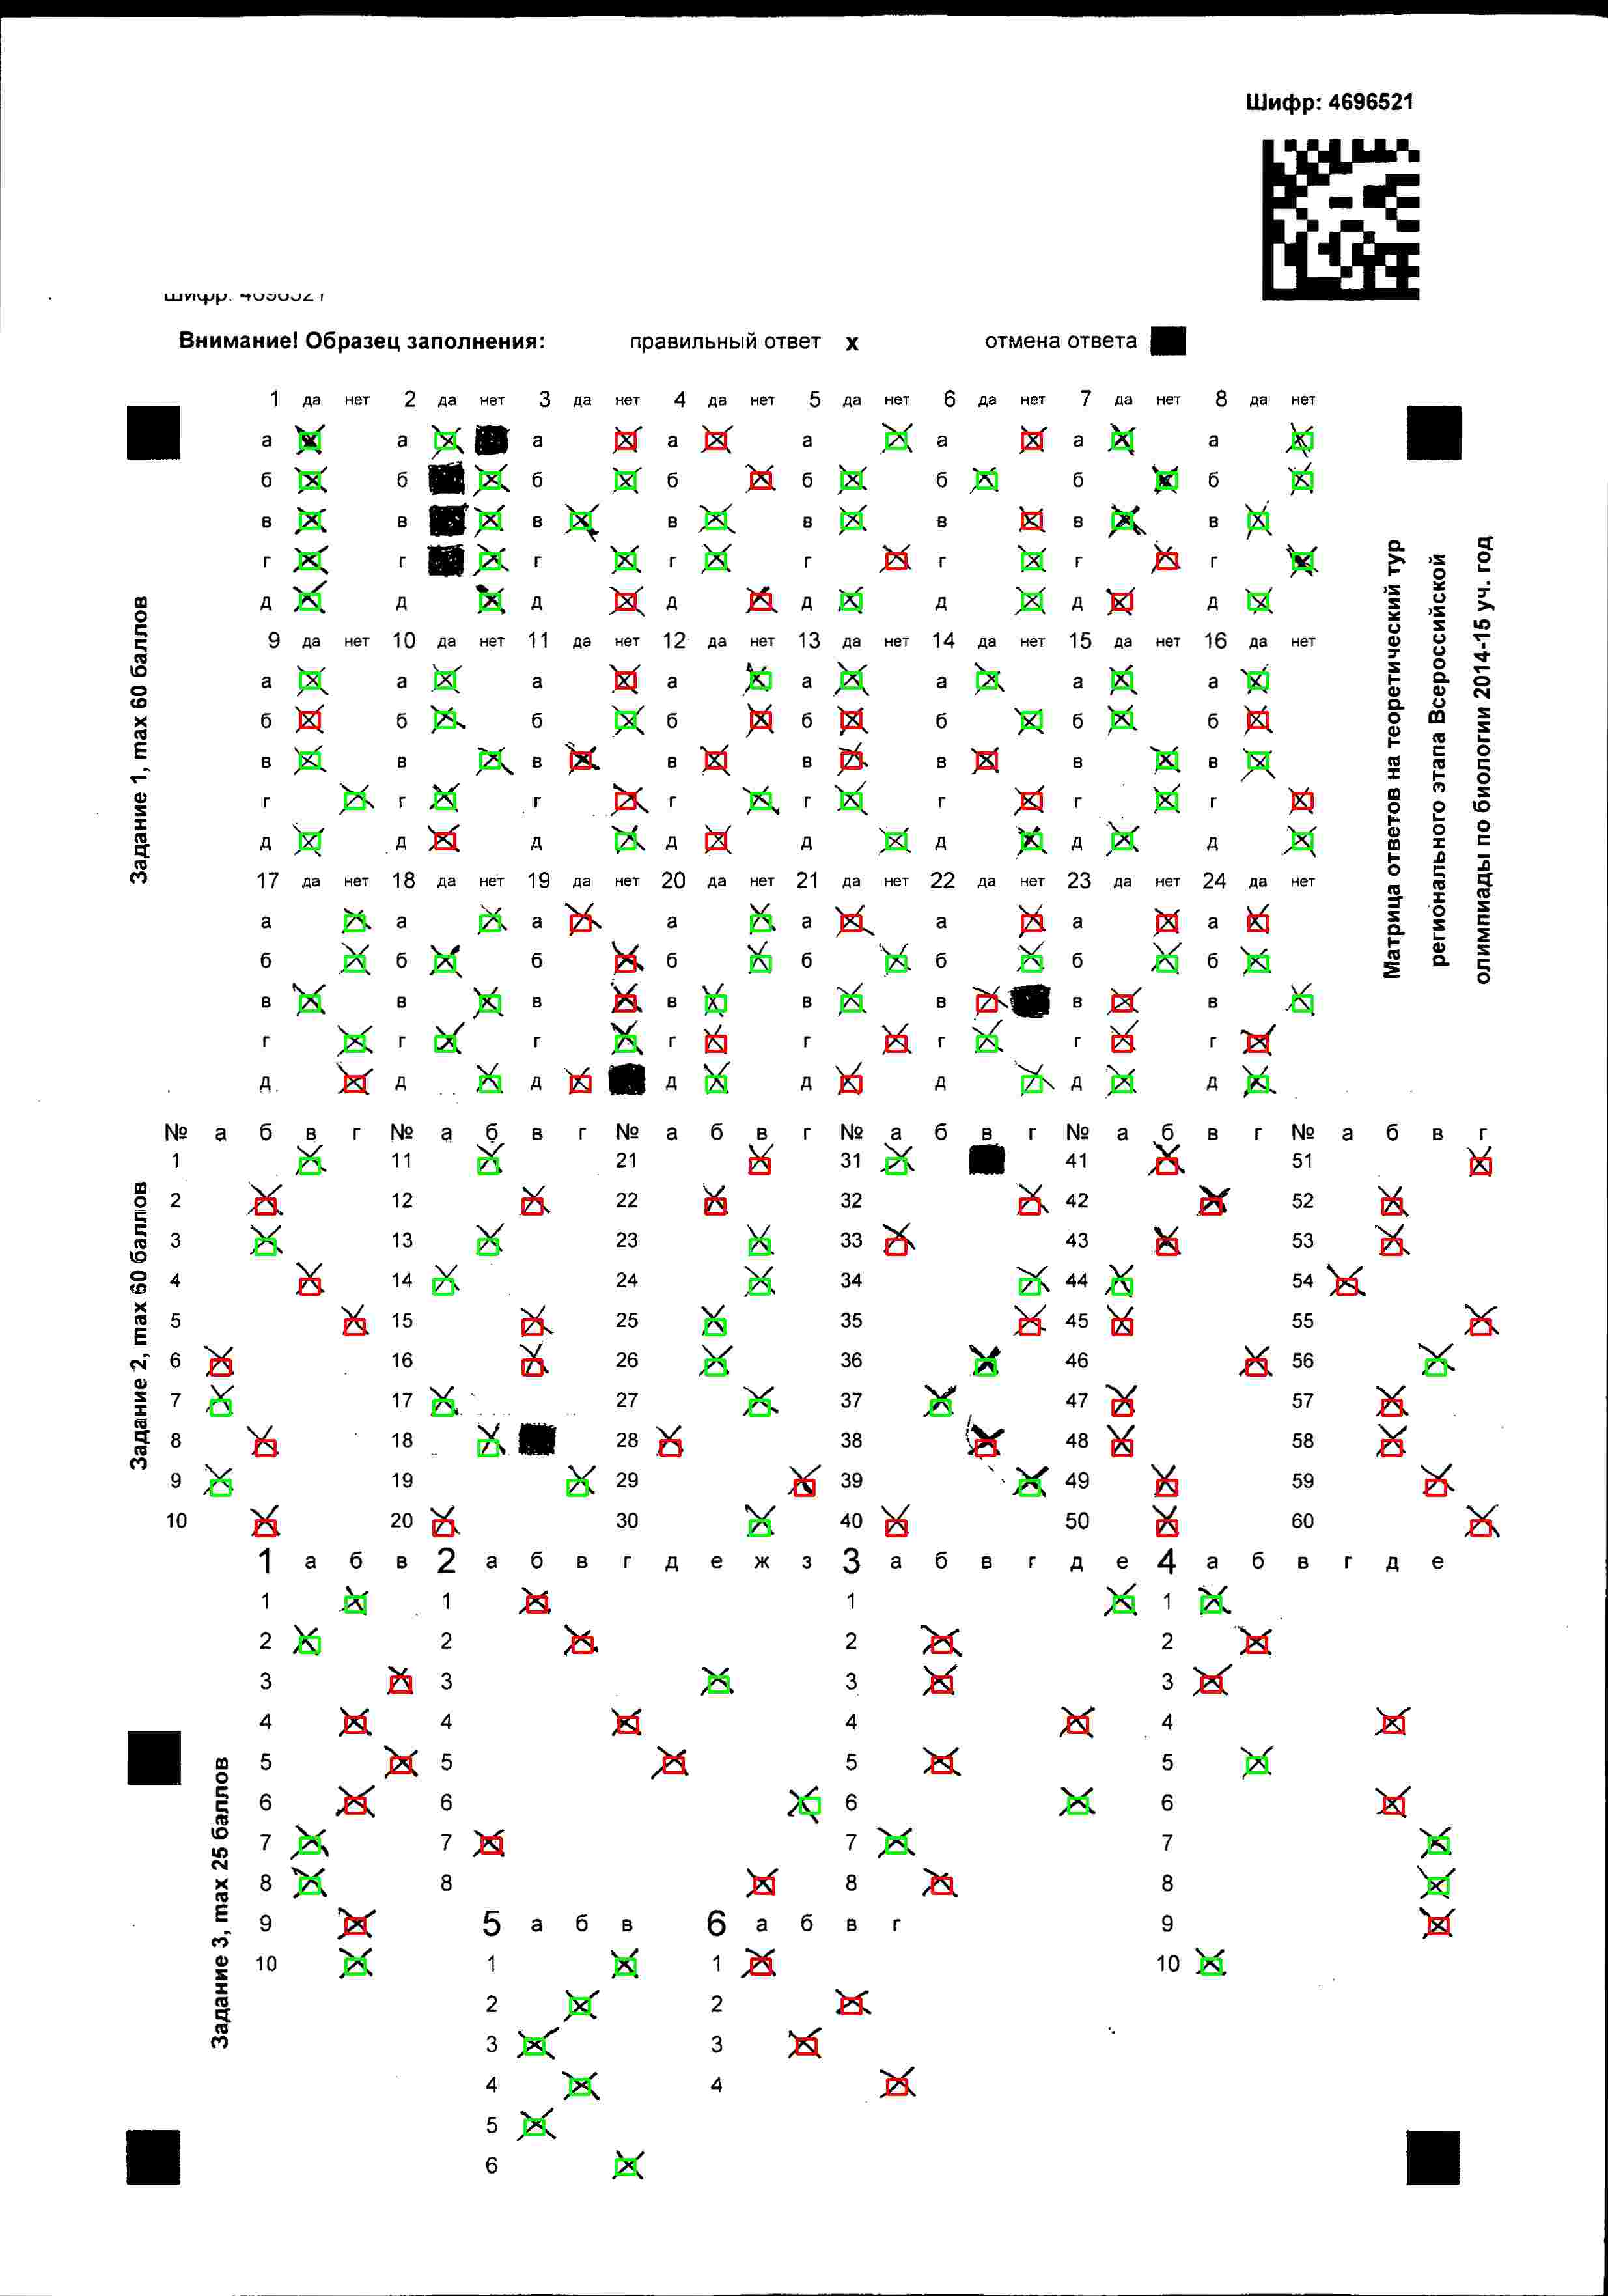 Шифр: 4696521
Шифр: 4696521
Внимание! Образец заполнения: правильный ответ x отмена ответа
1 да нет 2 да нет 3 да нет 4 да нет 5 да нет 6 да нет 7 да нет 8 да нет
а а а а а а а а
б б б б б б б б
в в в в в в в в
г г г г г г г г
д д д д д д д д
9 да нет 10 да нет 11 да нет 12 да нет 13 да нет 14 да нет 15 да нет 16 да нет
а а а а а а а а
б б б б б б б б
в в в в в в в в
г г г г г г г г
д д д д д д д д
17 да нет 18 да нет 19 да нет 20 да нет 21 да нет 22 да нет 23 да нет 24 да нет
а а а а а а а а
б б б б б б б б
в в в в в в в в
г г г г г г г г
д д д д д д д д
Задание 1, max 60 баллов
Матрица ответов на теоретический тур
регионального этапа Всероссийской
олимпиады по биологии 2014-15 уч. год
№ а б в г № а б в г № а б в г № а б в г № а б в г № а б в г
1 11 21 31 41 51
2 12 22 32 42 52
3 13 23 33 43 53
4 14 24 34 44 54
5 15 25 35 45 55
6 16 26 36 46 56
7 17 27 37 47 57
8 18 28 38 48 58
9 19 29 39 49 59
10 20 30 40 50 60
Задание 2, max 60 баллов
1 а б в 2 а б в г д е ж з 3 а б в г д е 4 а б в г д е
1 1 1 1
2 2 2 2
3 3 3 3
4 4 4 4
5 5 5 5
6 6 6 6
7 7 7 7
8 8 8 8
9 5 а б в 6 а б в г 9
10 1 1 10
2 2
3 3
4 4
5
6
Задание 3, max 25 баллов